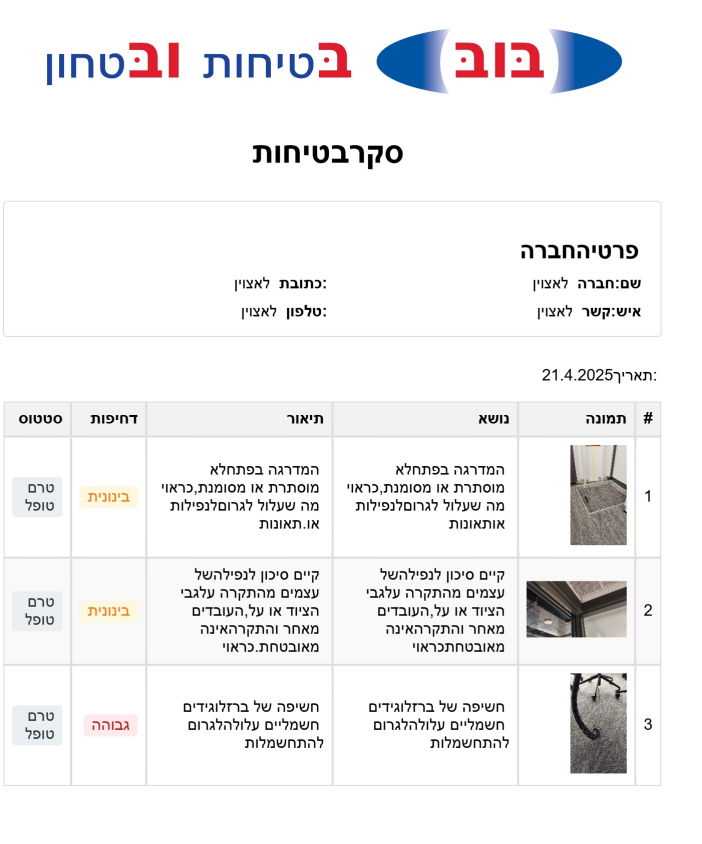 בּוּבּ בּטיחות ובּטחון
סקרבטיחות
פרטיהחברה
שם:חברה לאצוין
:כתובת לאצוין
איש:קשר לאצוין
:טלפון לאצוין
:תאריך21.4.2025
# תמונה נושא תיאור דחיפות סטטוס
1
המדרגה בפתחלא
מוסתרת או מסומנת,כראוי
מה שעלול לגרוםלנפילות
אותאונות
המדרגה בפתחלא
מוסתרת או מסומנת,כראוי
מה שעלול לגרוםלנפילות
או.תאונות
בינונית
טרם
טופל
2
קיים סיכון לנפילהשל
עצמים מהתקרה עלגבי
הציוד או על,העובדים
מאחר והתקרהאינה
מאובטחתכראוי
קיים סיכון לנפילהשל
עצמים מהתקרה עלגבי
הציוד או על,העובדים
מאחר והתקרהאינה
מאובטחת.כראוי
בינונית
טרם
טופל
3
חשיפה של ברזלוגידים
חשמליים עלולהלגרום
להתחשמלות
חשיפה של ברזלוגידים
חשמליים עלולהלגרום
להתחשמלות
גבוהה
טרם
טופל